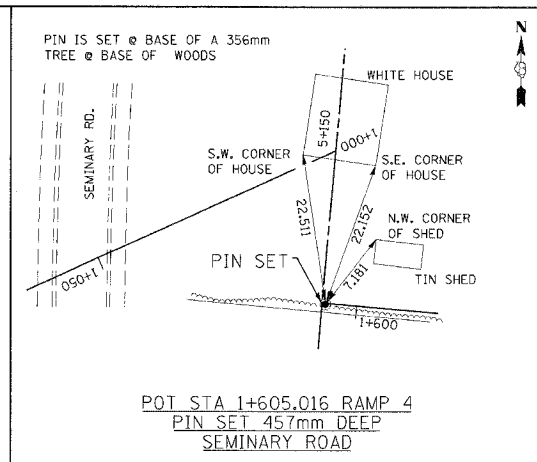 PIN IS SET @ BASE OF A 356mm
TREE @ BASE OF WOODS
N
WHITE HOUSE
SEMINARY RD.
5+150
1+000
S.W. CORNER
OF HOUSE
S.E. CORNER
OF HOUSE
22.511
22.152
N.W. CORNER
OF SHED
7.181
TIN SHED
1+050
PIN SET
1+600
POT STA 1+605.016 RAMP 4
PIN SET 457mm DEEP
SEMINARY ROAD